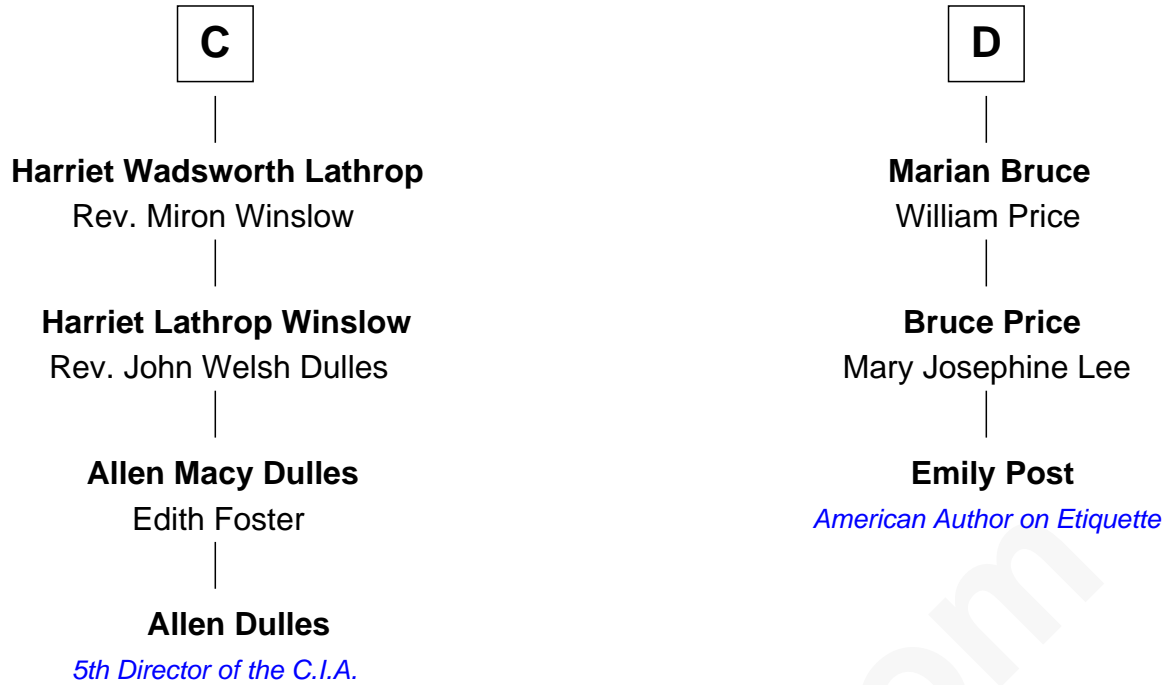 C
Harriet Wadsworth Lathrop
Rev. Miron Winslow
Harriet Lathrop Winslow
Rev. John Welsh Dulles
Allen Macy Dulles
Edith Foster
Allen Dulles
5th Director of the C.I.A.
D
Marian Bruce
William Price
Bruce Price
Mary Josephine Lee
Emily Post
American Author on Etiquette
om